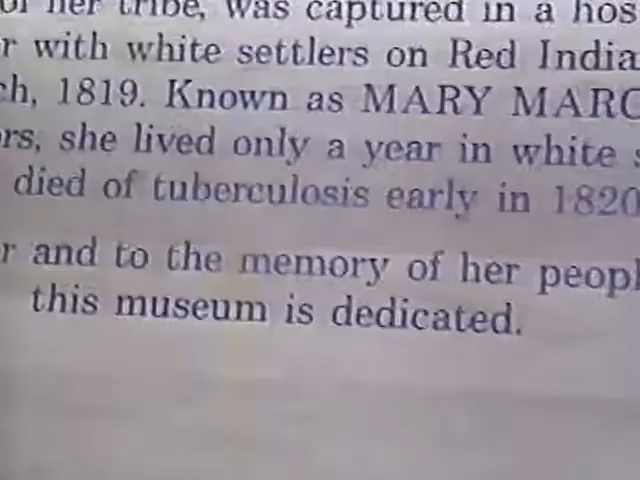 of her tribe, was captured in a hos
r with white settlers on Red India
ch, 1819. Known as MARY MARC
rs, she lived only a year in white s
died of tuberculosis early in 1820
r and to the memory of her peopl
this museum is dedicated.